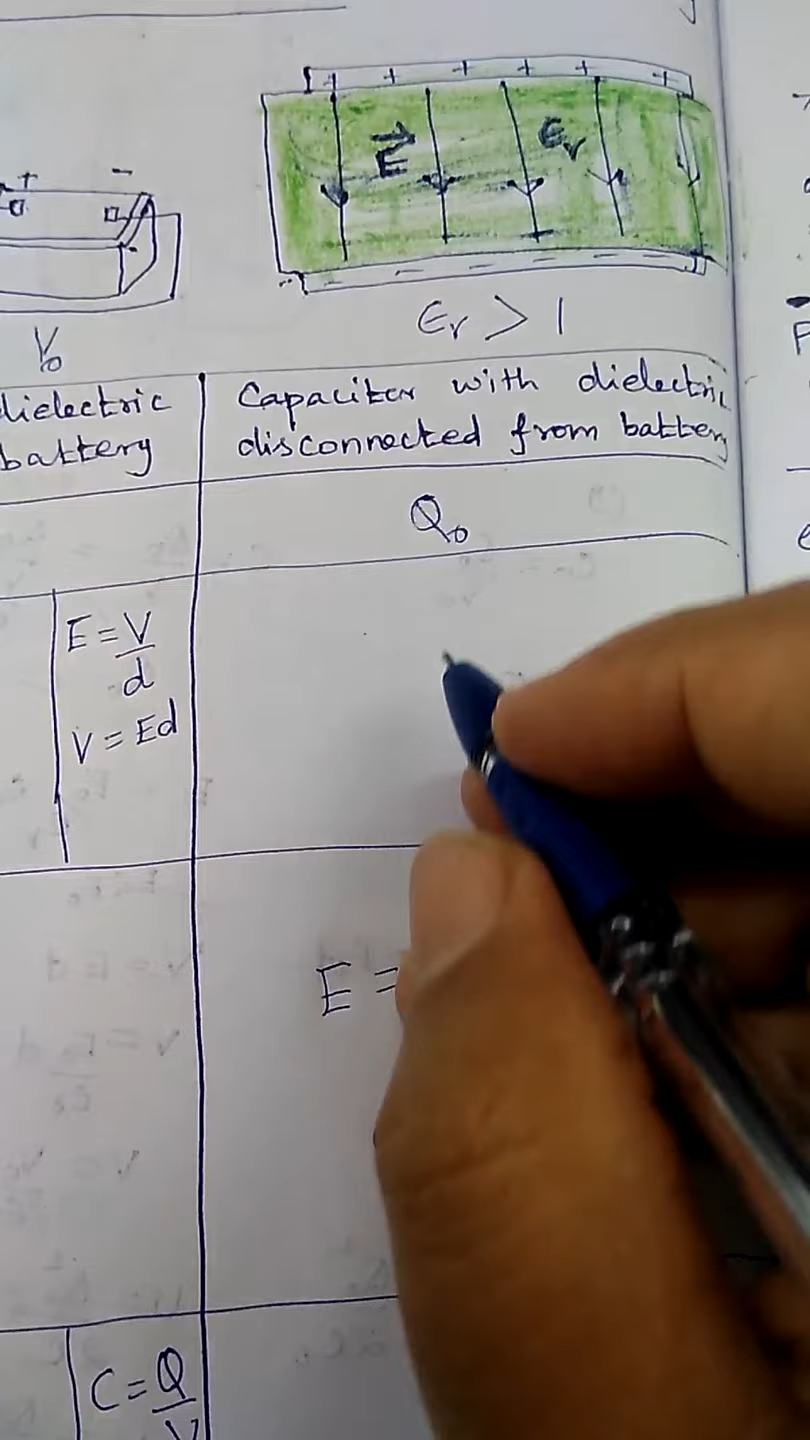 + + + + + +
E⃗ ϵr
+ -
- - - - - -
V₀
ϵr > 1
dielectric
battery
Capacitor with dielectric
disconnected from battery
Q₀
E = V/d
V = Ed
E =
C = Q/V